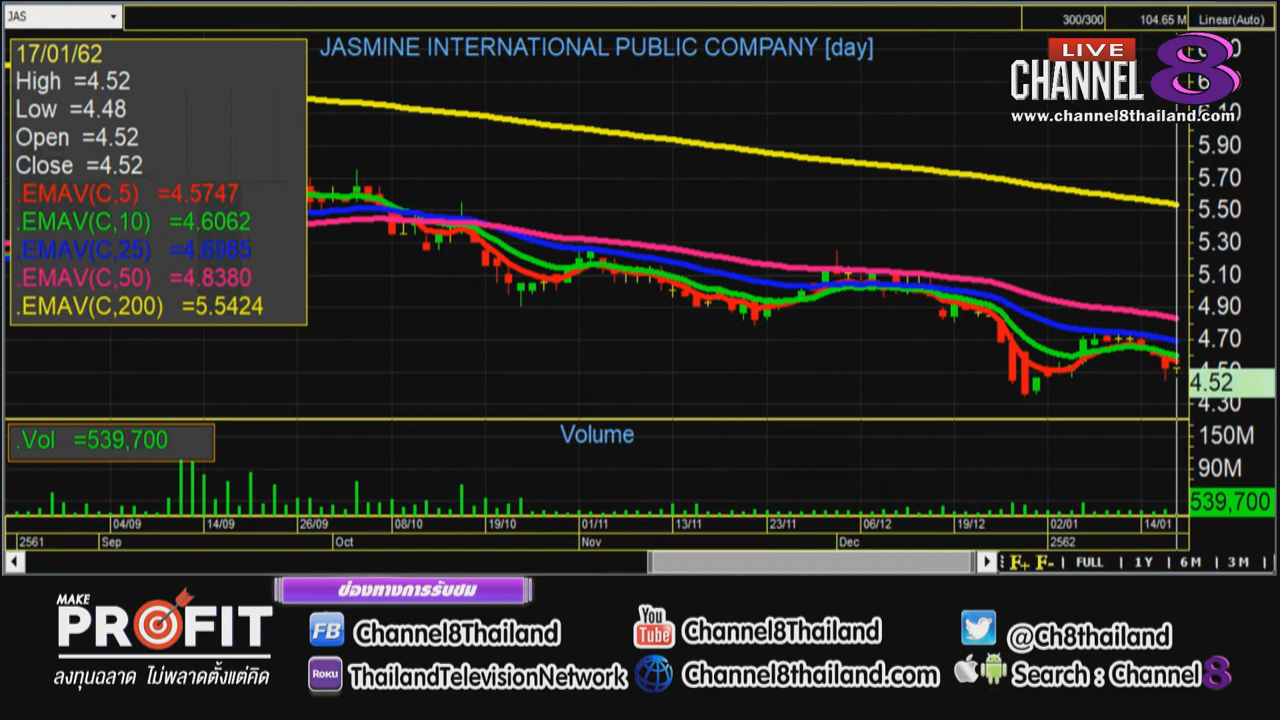 JAS
300/300
104.65 M
Linear(Auto)
JASMINE INTERNATIONAL PUBLIC COMPANY [day]
17/01/62
High =4.52
Low =4.48
Open =4.52
Close =4.52
.EMAV(C,5) =4.5747
.EMAV(C,10) =4.6062
.EMAV(C,25) =4.6985
.EMAV(C,50) =4.8380
.EMAV(C,200) =5.5424
LIVE
CHANNEL 8
www.channel8thailand.com
5.90
5.70
5.50
5.30
5.10
4.90
4.70
4.52
4.30
.Vol =539,700
Volume
150M
90M
539,700
04/09 14/09 26/09 08/10 19/10 01/11 13/11 23/11 06/12 19/12 02/01 14/01
2561 Sep Oct Nov Dec 2562
F+ F- | FULL | 1 Y | 6 M | 3 M |
MAKE
PROFIT
ลงทุนฉลาด ไม่พลาดตั้งแต่คิด
ช่องทางการรับชม
FB Channel8Thailand
You Tube Channel8Thailand
@Ch8thailand
Roku ThailandTelevisionNetwork
Channel8thailand.com
Search : Channel 8